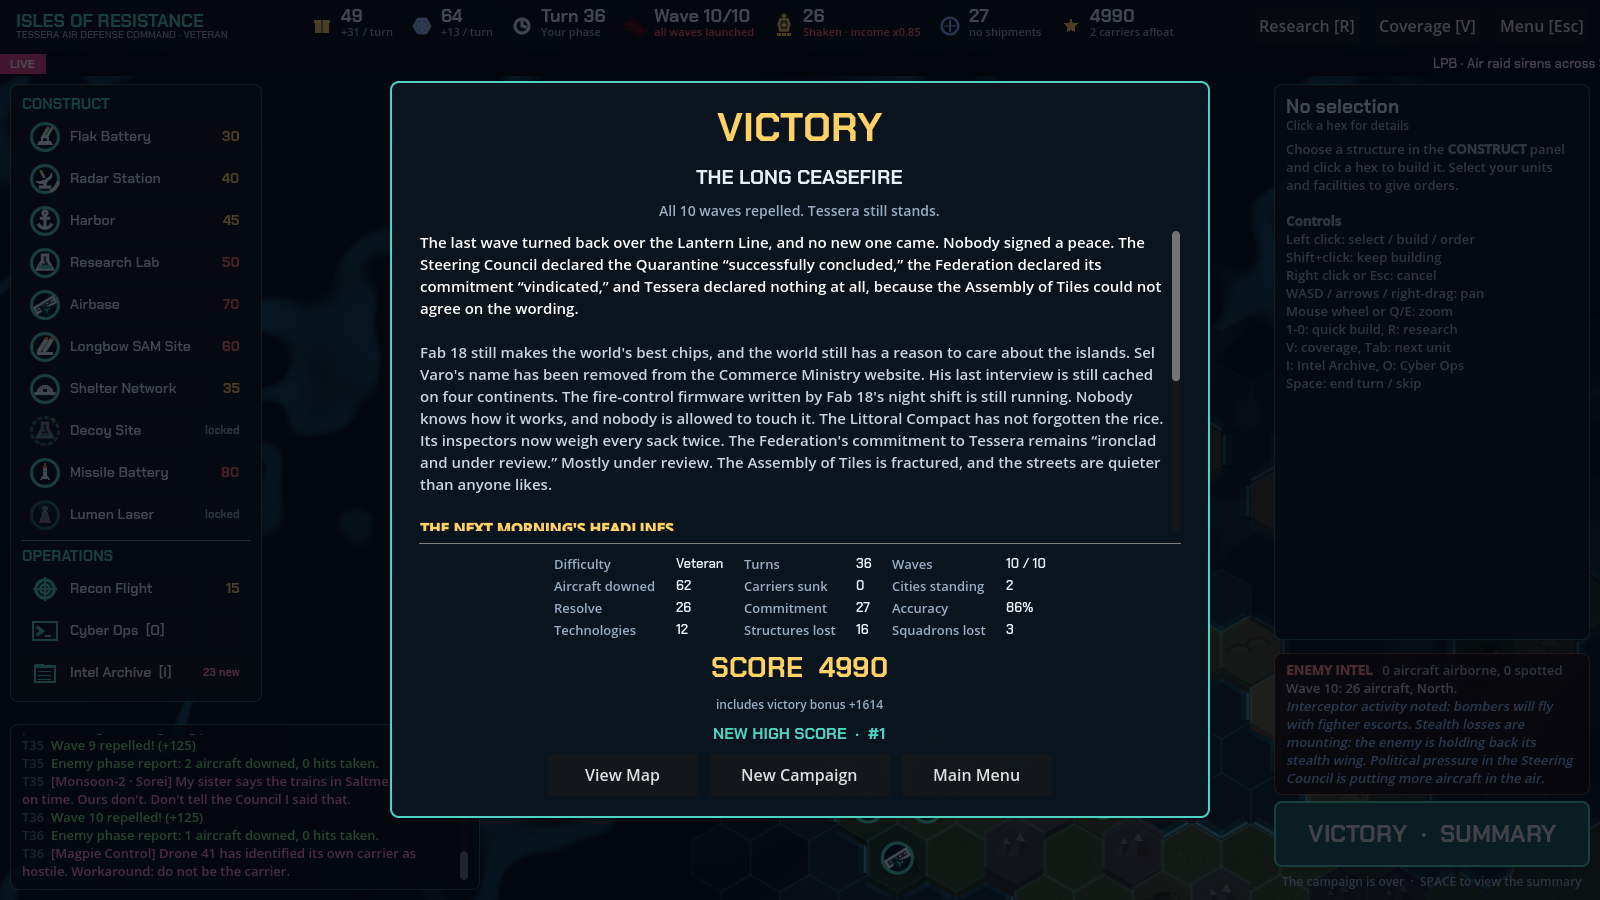 ISLES OF RESISTANCE
TESSERA AIR DEFENSE COMMAND · VETERAN
49
+31 / turn
64
+13 / turn
Turn 36
Your phase
Wave 10/10
all waves launched
26
Shaken · income x0.85
27
no shipments
4990
2 carriers afloat
Research [R]
Coverage [V]
Menu [Esc]
LIVE
LPB · Air raid sirens across
CONSTRUCT
Flak Battery 30
Radar Station 40
Harbor 45
Research Lab 50
Airbase 70
Longbow SAM Site 60
Shelter Network 35
Decoy Site locked
Missile Battery 80
Lumen Laser locked
OPERATIONS
Recon Flight 15
Cyber Ops [O]
Intel Archive [I] 23 new
T35 Wave 9 repelled! (+125)
T35 Enemy phase report: 2 aircraft downed, 0 hits taken.
T35 [Monsoon-2 · Sorei] My sister says the trains in Saltme
on time. Ours don't. Don't tell the Council I said that.
T36 Wave 10 repelled! (+125)
T36 Enemy phase report: 1 aircraft downed, 0 hits taken.
T36 [Magpie Control] Drone 41 has identified its own carrier as
hostile. Workaround: do not be the carrier.
VICTORY
THE LONG CEASEFIRE
All 10 waves repelled. Tessera still stands.
The last wave turned back over the Lantern Line, and no new one came. Nobody signed a peace. The
Steering Council declared the Quarantine “successfully concluded,” the Federation declared its
commitment “vindicated,” and Tessera declared nothing at all, because the Assembly of Tiles could not
agree on the wording.
Fab 18 still makes the world's best chips, and the world still has a reason to care about the islands. Sel
Varo's name has been removed from the Commerce Ministry website. His last interview is still cached
on four continents. The fire-control firmware written by Fab 18's night shift is still running. Nobody
knows how it works, and nobody is allowed to touch it. The Littoral Compact has not forgotten the rice.
Its inspectors now weigh every sack twice. The Federation's commitment to Tessera remains “ironclad
and under review.” Mostly under review. The Assembly of Tiles is fractured, and the streets are quieter
than anyone likes.
THE NEXT MORNING'S HEADLINES
Difficulty Veteran Turns 36 Waves 10 / 10
Aircraft downed 62 Carriers sunk 0 Cities standing 2
Resolve 26 Commitment 27 Accuracy 86%
Technologies 12 Structures lost 16 Squadrons lost 3
SCORE 4990
includes victory bonus +1614
NEW HIGH SCORE · #1
View Map
New Campaign
Main Menu
No selection
Click a hex for details
Choose a structure in the CONSTRUCT panel
and click a hex to build it. Select your units
and facilities to give orders.
Controls
Left click: select / build / order
Shift+click: keep building
Right click or Esc: cancel
WASD / arrows / right-drag: pan
Mouse wheel or Q/E: zoom
1-0: quick build, R: research
V: coverage, Tab: next unit
I: Intel Archive, O: Cyber Ops
Space: end turn / skip
ENEMY INTEL 0 aircraft airborne, 0 spotted
Wave 10: 26 aircraft, North.
Interceptor activity noted: bombers will fly
with fighter escorts. Stealth losses are
mounting: the enemy is holding back its
stealth wing. Political pressure in the Steering
Council is putting more aircraft in the air.
VICTORY · SUMMARY
The campaign is over · SPACE to view the summary